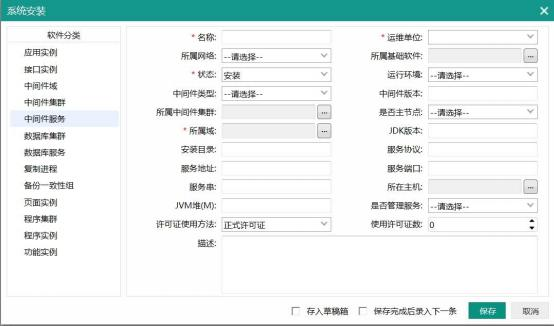 系统安装
软件分类
应用实例
接口实例
中间件域
中间件集群
中间件服务
数据库集群
数据库服务
复制进程
备份一致性组
页面实例
程序集群
程序实例
功能实例
* 名称:
* 运维单位:
所属网络: --请选择--
所属基础软件: ...
* 状态: 安装
运行环境: --请选择--
中间件类型: --请选择--
中间件版本:
所属中间件集群: ...
是否主节点: --请选择--
* 所属域: ...
JDK版本:
安装目录:
服务协议:
服务地址:
服务端口:
服务串:
所在主机: ...
JVM堆(M):
是否管理服务: --请选择--
许可证使用方法: 正式许可证
使用许可证数: 0
描述:
存入草稿箱 保存完成后录入下一条 保存 取消